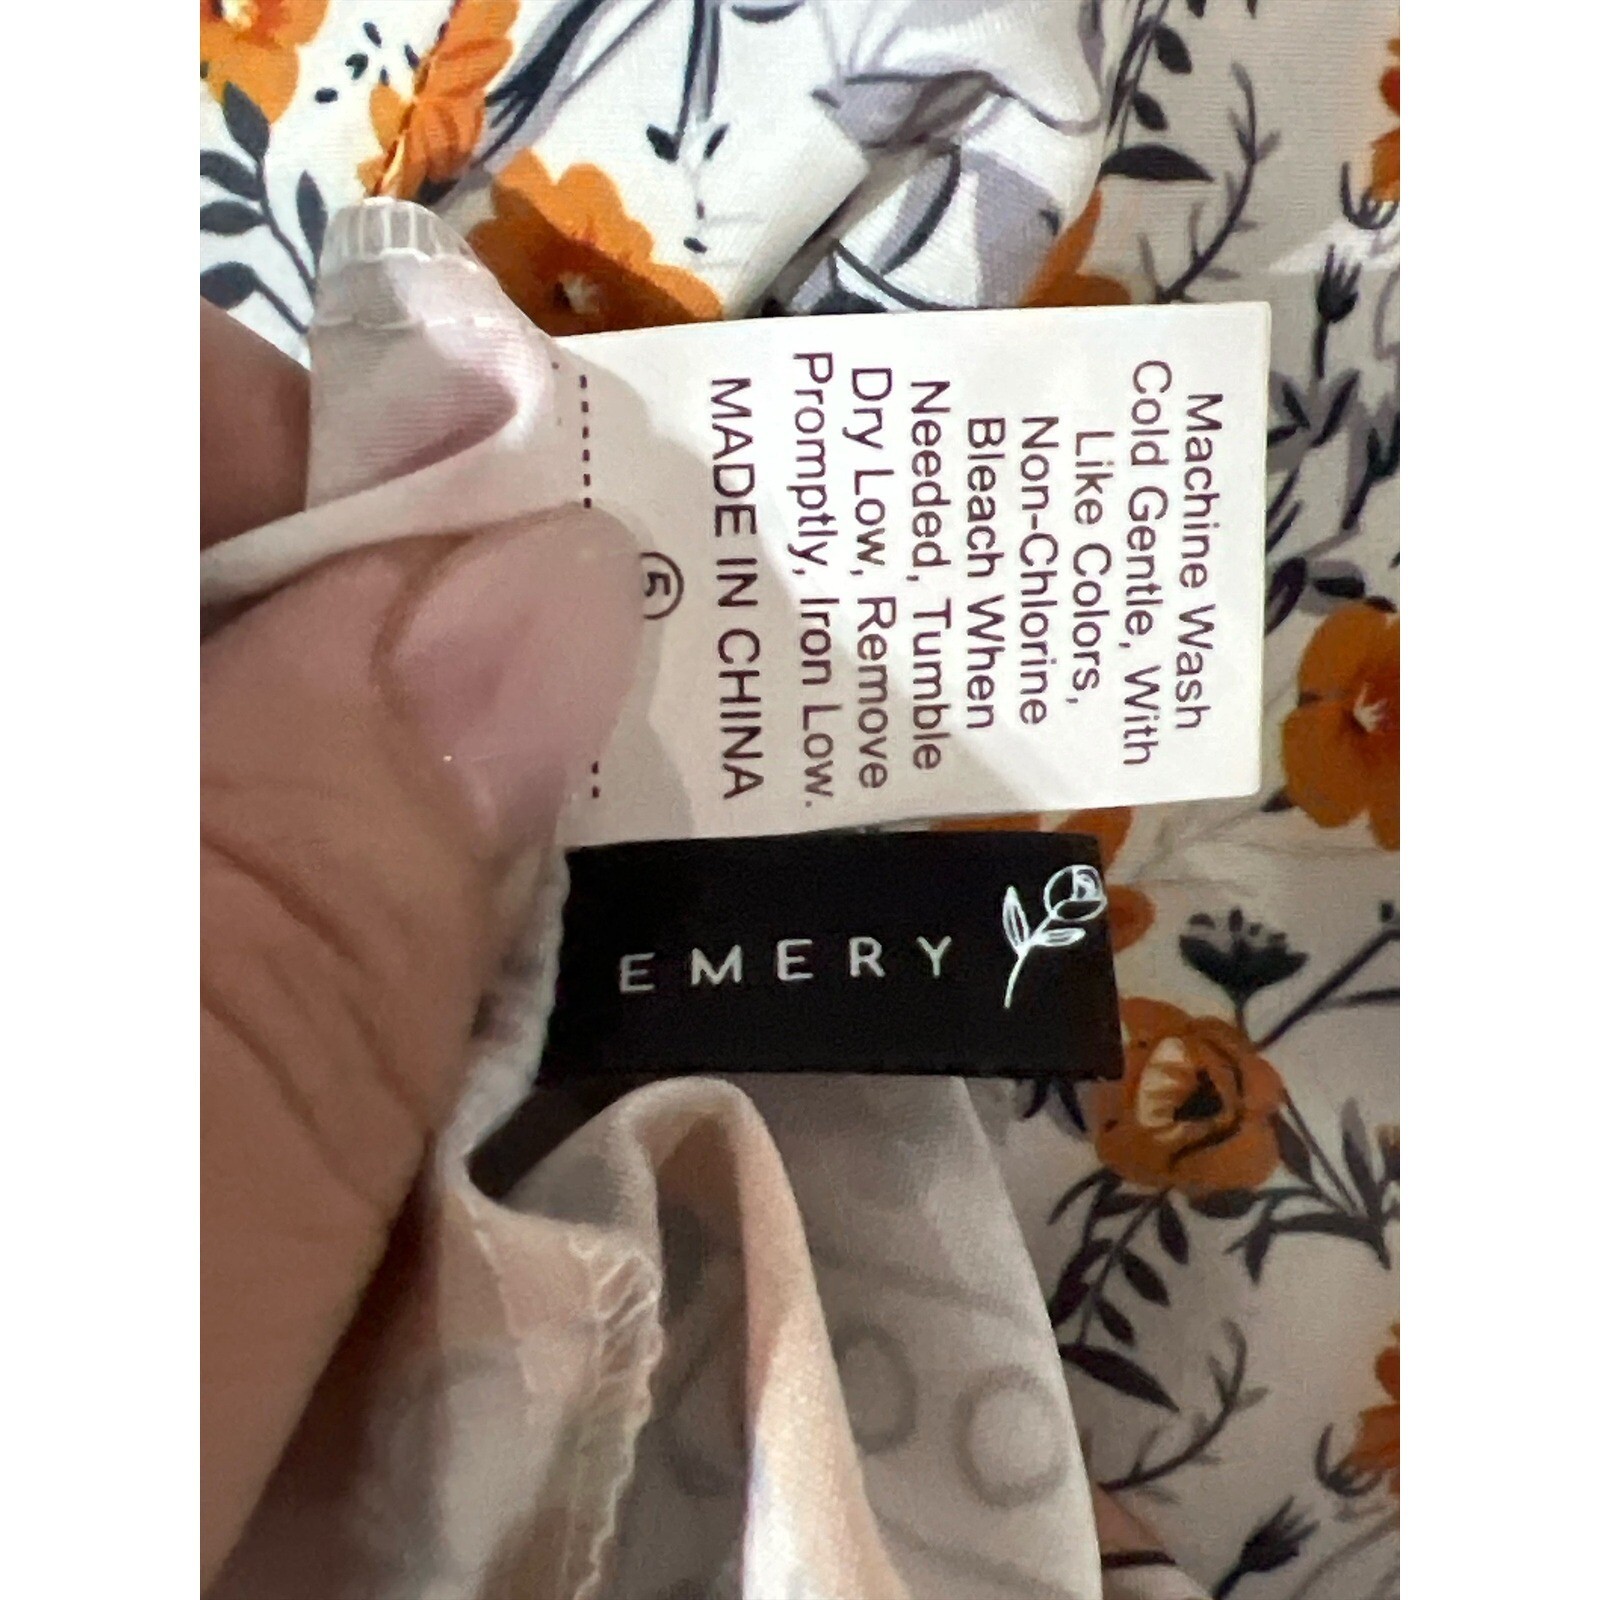 Machine Wash
Cold Gentle, With
Like Colors,
Non-Chlorine
Bleach When
Needed, Tumble
Dry Low, Remove
Promptly, Iron Low.
MADE IN CHINA
5
EMERY